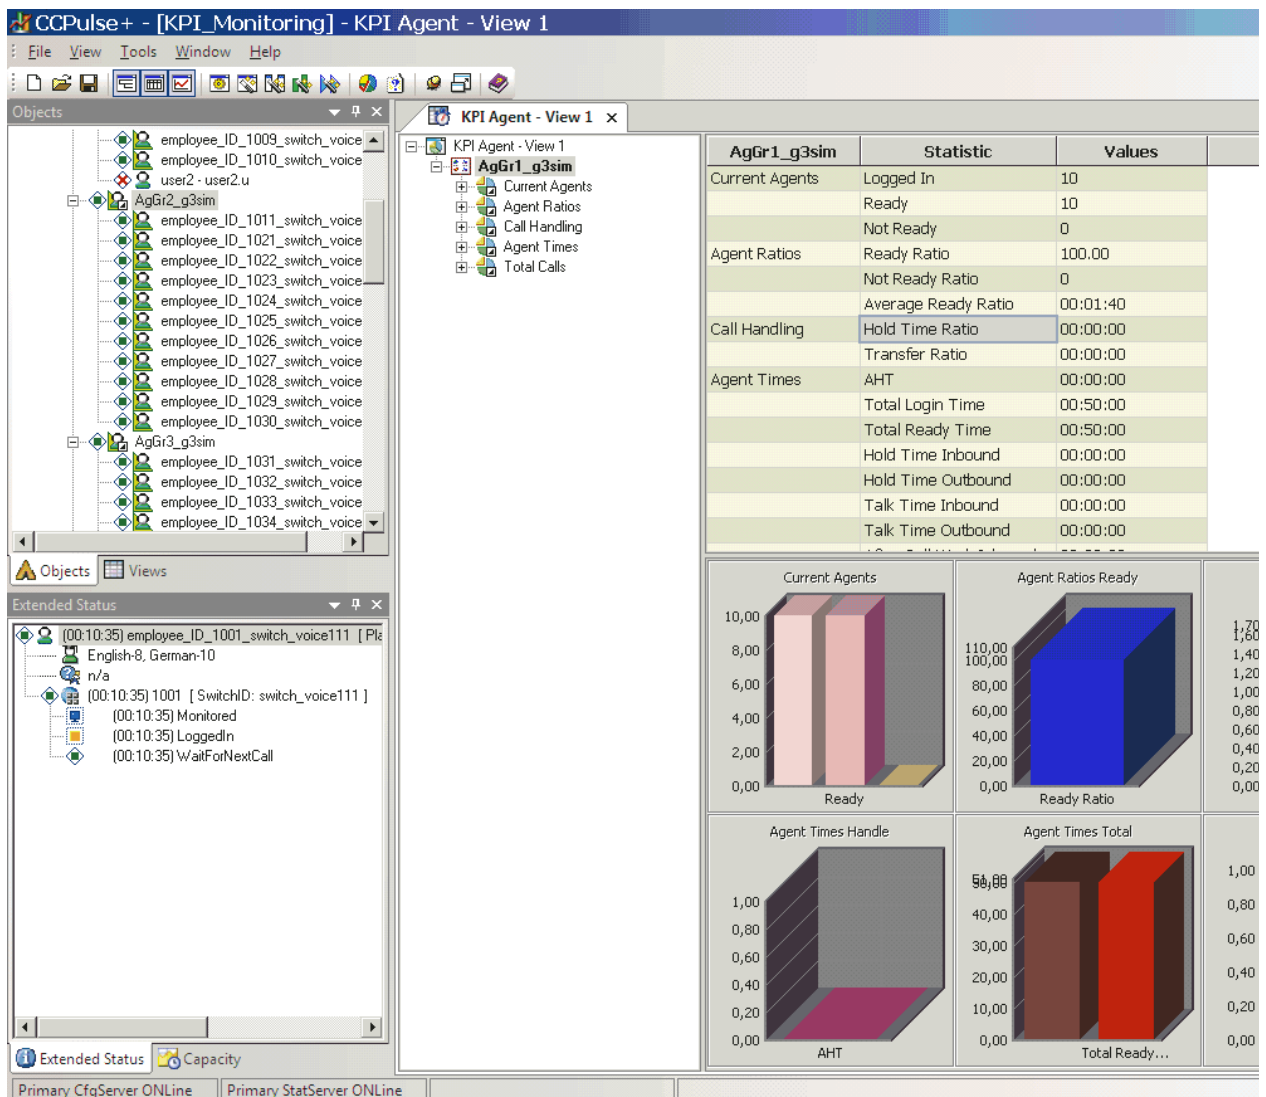 CCPulse+ - [KPI_Monitoring] - KPI Agent - View 1
File View Tools Window Help
Objects
employee_ID_1009_switch_voice
employee_ID_1010_switch_voice
user2 - user2.u
AgGr2_g3sim
employee_ID_1011_switch_voice
employee_ID_1021_switch_voice
employee_ID_1022_switch_voice
employee_ID_1023_switch_voice
employee_ID_1024_switch_voice
employee_ID_1025_switch_voice
employee_ID_1026_switch_voice
employee_ID_1027_switch_voice
employee_ID_1028_switch_voice
employee_ID_1029_switch_voice
employee_ID_1030_switch_voice
AgGr3_g3sim
employee_ID_1031_switch_voice
employee_ID_1032_switch_voice
employee_ID_1033_switch_voice
employee_ID_1034_switch_voice
Objects Views
Extended Status
(00:10:35) employee_ID_1001_switch_voice111 [ Pla
English-8, German-10
n/a
(00:10:35) 1001 [ SwitchID: switch_voice111 ]
(00:10:35) Monitored
(00:10:35) LoggedIn
(00:10:35) WaitForNextCall
Extended Status Capacity
KPI Agent - View 1
KPI Agent - View 1
AgGr1_g3sim
Current Agents
Agent Ratios
Call Handling
Agent Times
Total Calls
AgGr1_g3sim Statistic Values
Current Agents Logged In 10
Ready 10
Not Ready 0
Agent Ratios Ready Ratio 100.00
Not Ready Ratio 0
Average Ready Ratio 00:01:40
Call Handling Hold Time Ratio 00:00:00
Transfer Ratio 00:00:00
Agent Times AHT 00:00:00
Total Login Time 00:50:00
Total Ready Time 00:50:00
Hold Time Inbound 00:00:00
Hold Time Outbound 00:00:00
Talk Time Inbound 00:00:00
Talk Time Outbound 00:00:00
Current Agents
10,00
8,00
6,00
4,00
2,00
0,00
Ready
Agent Ratios Ready
110,00
100,00
80,00
60,00
40,00
20,00
0,00
Ready Ratio
1,70
1,60
1,40
1,20
1,00
0,80
0,60
0,40
0,20
0,00
Agent Times Handle
1,00
0,80
0,60
0,40
0,20
0,00
AHT
Agent Times Total
40,00
30,00
20,00
10,00
0,00
Total Ready...
1,00
0,80
0,60
0,40
0,20
0,00
Primary CfgServer ONLine Primary StatServer ONLine